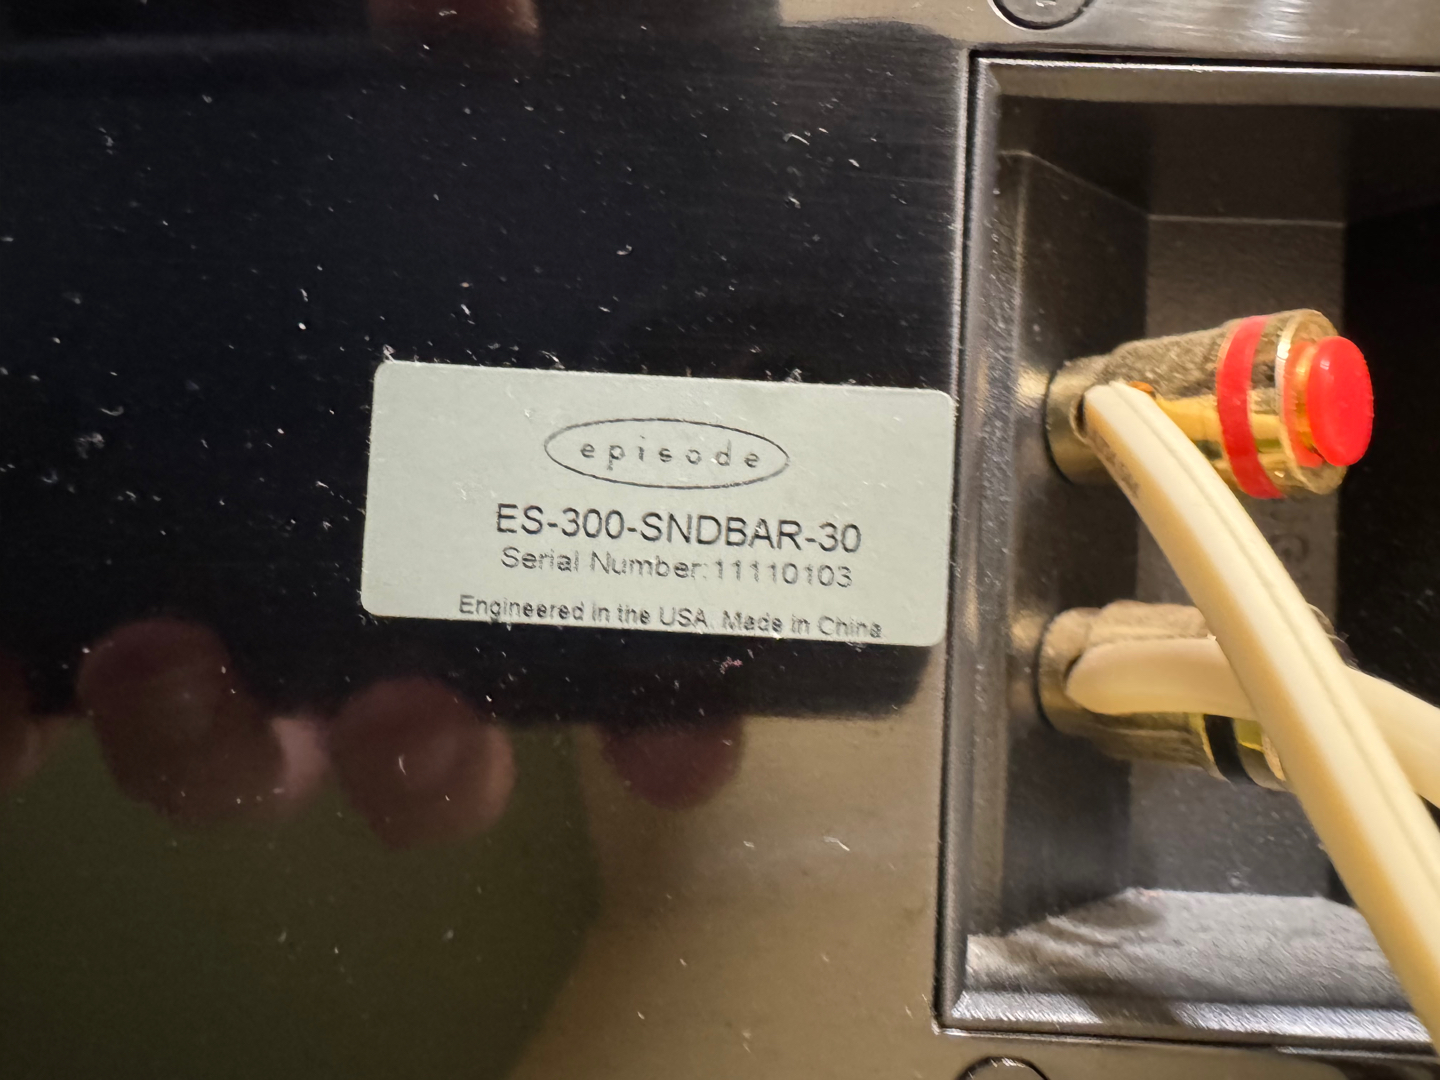 episode
ES-300-SNDBAR-30
Serial Number:11110103
Engineered in the USA. Made in China